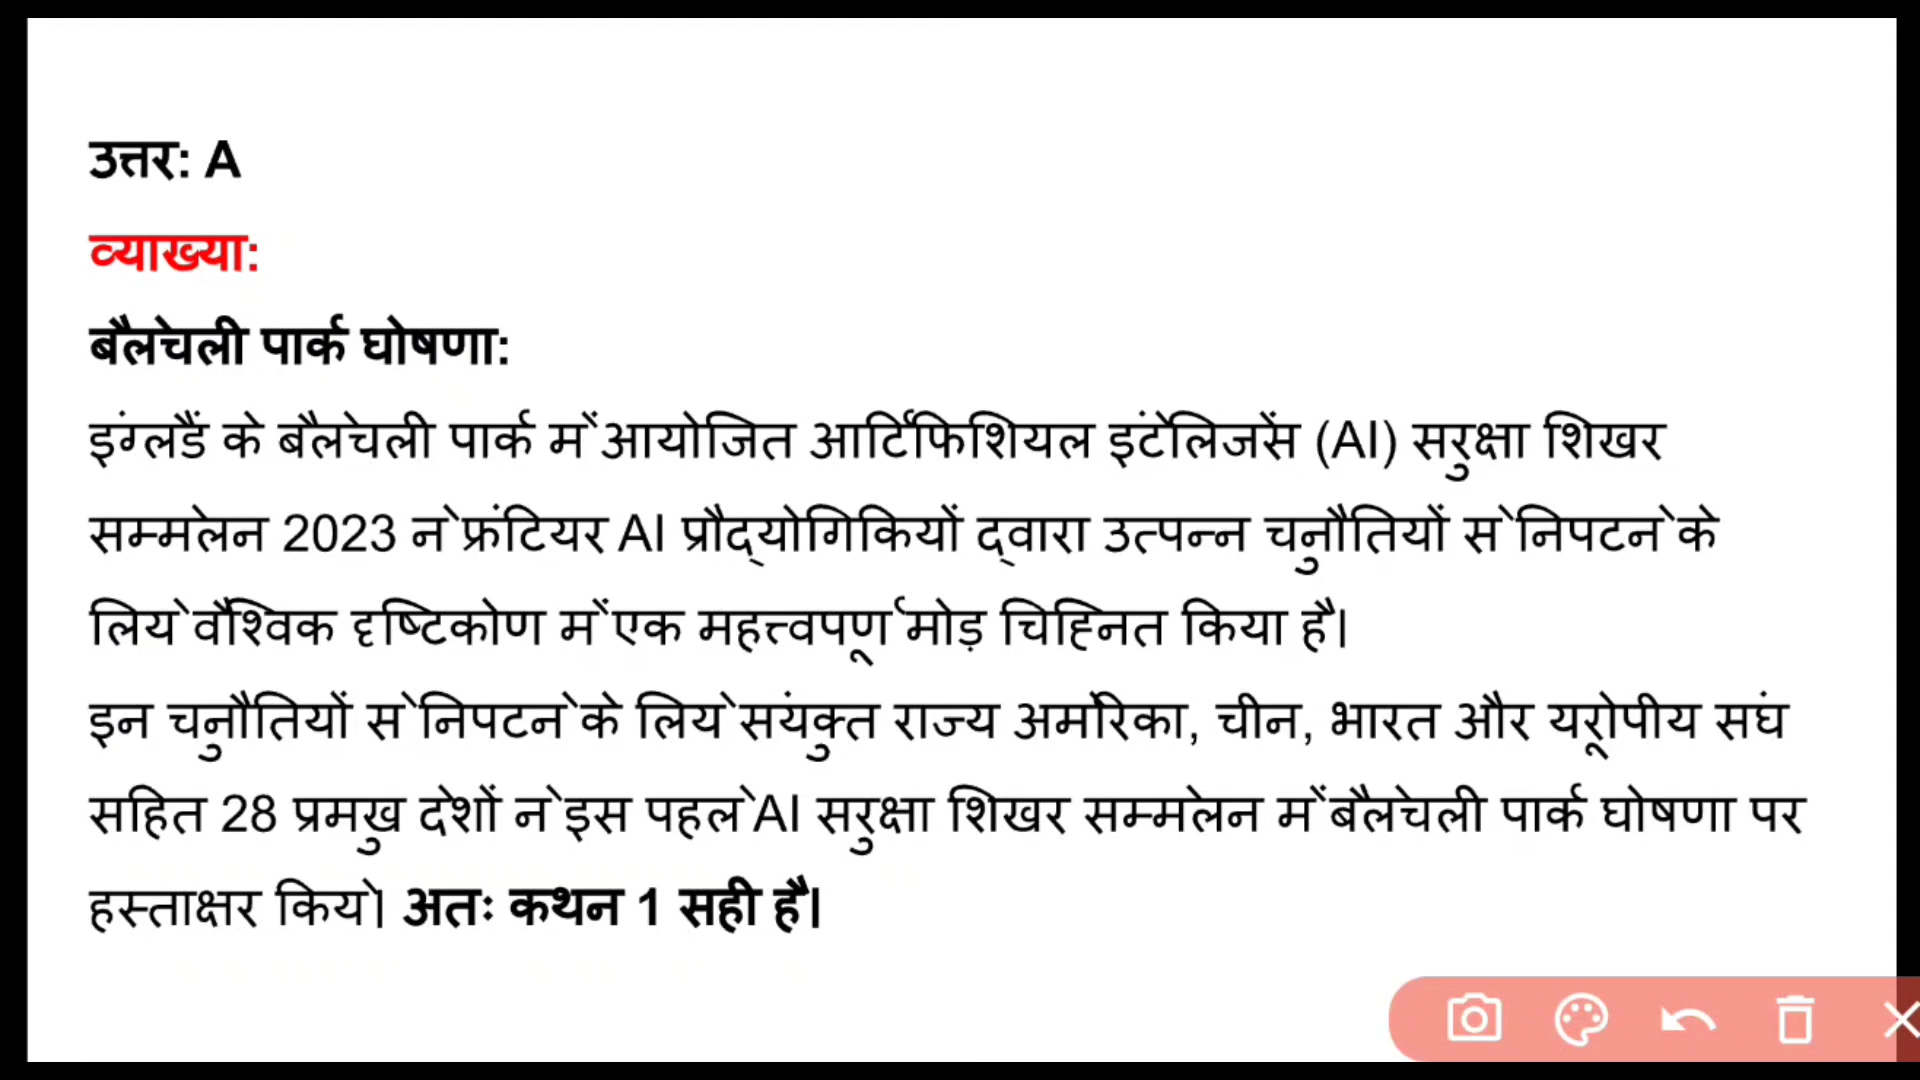 उत्तर: A
व्याख्या:
बैलेचली पार्क घोषणा:
इंग्लैंड के बैलेचली पार्क में आयोजित आर्टिफिशियल इंटेलिजेंस (AI) सुरक्षा शिखर
सम्मेलन 2023 ने फ्रंटियर AI प्रौद्योगिकियों द्वारा उत्पन्न चुनौतियों से निपटने के
लिये वैश्विक दृष्टिकोण में एक महत्त्वपूर्ण मोड़ चिह्नित किया है।
इन चुनौतियों से निपटने के लिये संयुक्त राज्य अमेरिका, चीन, भारत और यूरोपीय संघ
सहित 28 प्रमुख देशों ने इस पहले AI सुरक्षा शिखर सम्मेलन में बैलेचली पार्क घोषणा पर
हस्ताक्षर किये। अतः कथन 1 सही है।